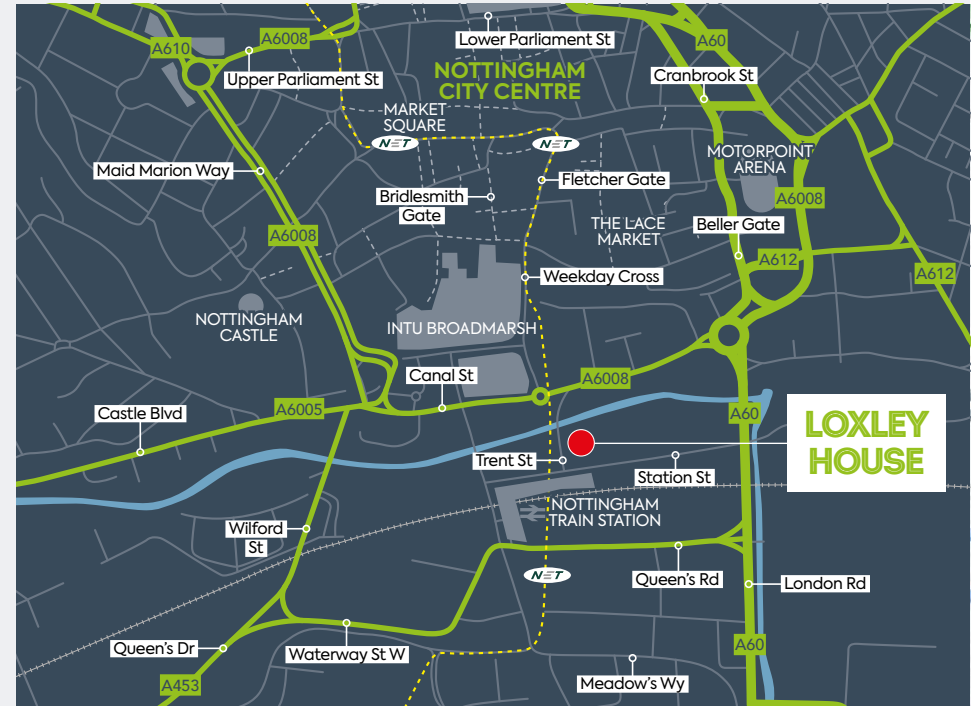 Lower Parliament St
A6008
A60
A610
NOTTINGHAM
CITY CENTRE
Upper Parliament St
Cranbrook St
MARKET
SQUARE
NET
NET
MOTORPOINT
ARENA
Maid Marion Way
Fletcher Gate
Bridlesmith
Gate
A6008
THE LACE
MARKET
Beller Gate
A6008
A612
A612
Weekday Cross
NOTTINGHAM
CASTLE
INTU BROADMARSH
Canal St
A6008
Castle Blvd
A6005
A60
LOXLEY
HOUSE
Trent St
Station St
NOTTINGHAM
TRAIN STATION
Wilford
St
NET
Queen's Rd
London Rd
Queen's Dr
Waterway St W
A60
A453
Meadow's Wy